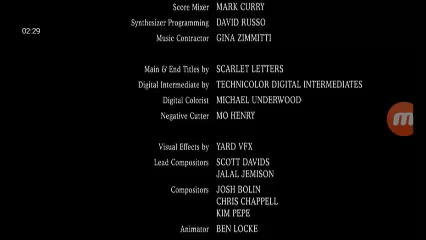 Score Mixer MARK CURRY
Synthesizer Programming DAVID RUSSO
02:29
Music Contractor GINA ZIMMITTI
Main & End Titles by SCARLET LETTERS
Digital Intermediate by TECHNICOLOR DIGITAL INTERMEDIATES
Digital Colorist MICHAEL UNDERWOOD
Negative Cutter MO HENRY
Visual Effects by YARD VFX
Lead Compositors SCOTT DAVIDS
JALAL JEMISON
Compositors JOSH BOLIN
CHRIS CHAPPELL
KIM PEPE
Animator BEN LOCKE